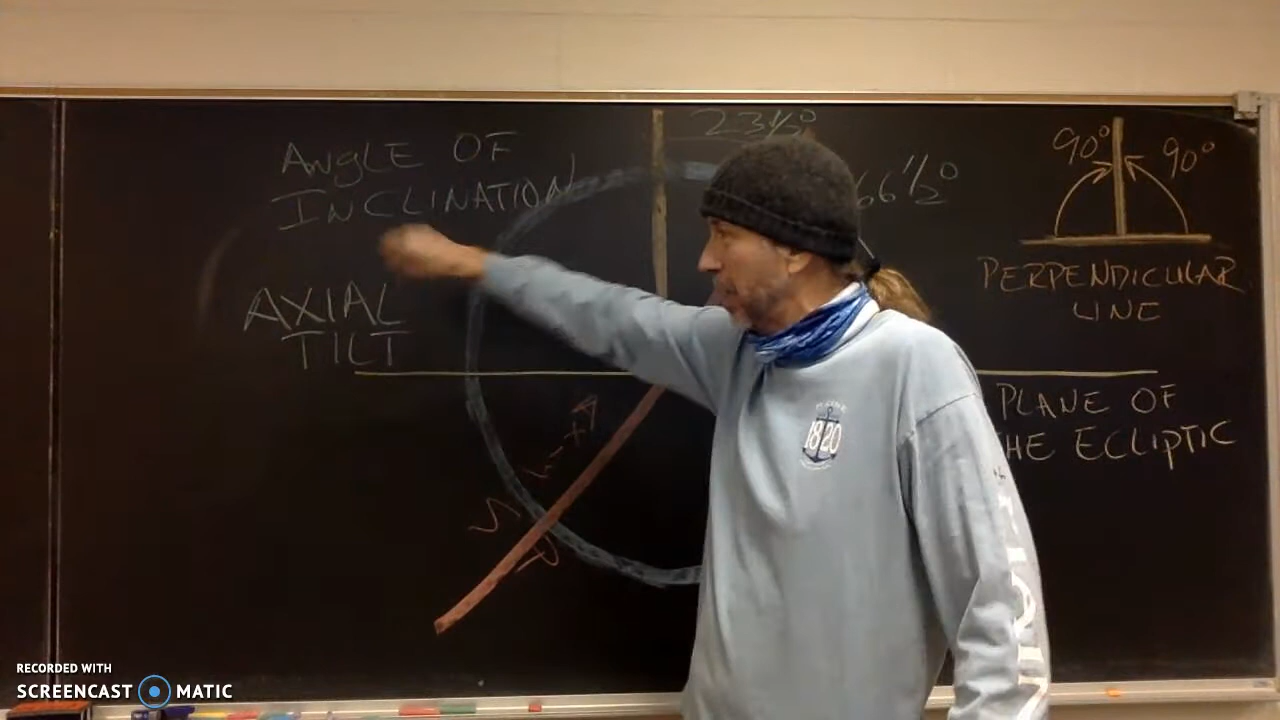 23½°
ANGLE OF
INCLINATION
66½°
90° 90°
PERPENDICULAR
LINE
AXIAL
TILT
PLANE OF
HE ECLIPTIC
S
MAINE
1820
RECORDED WITH
SCREENCAST MATIC